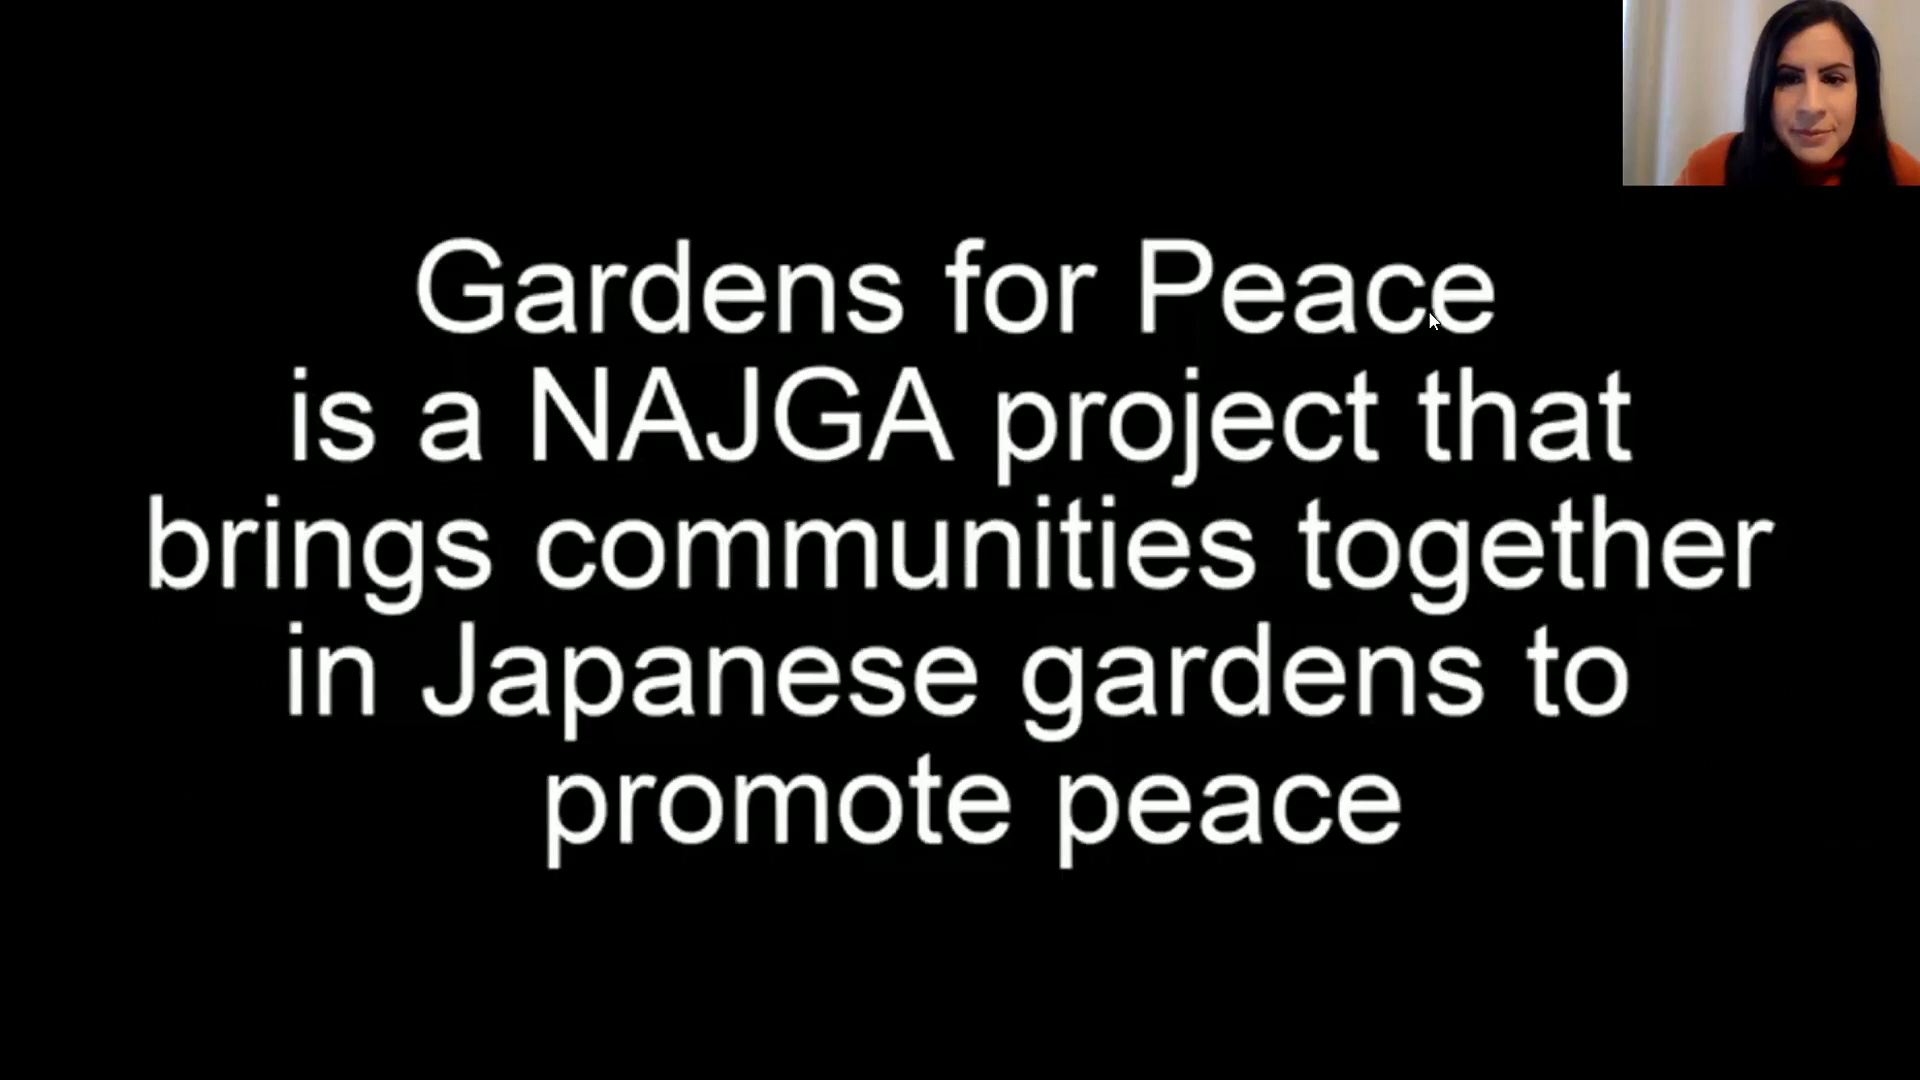 Gardens for Peace
is a NAJGA project that
brings communities together
in Japanese gardens to
promote peace